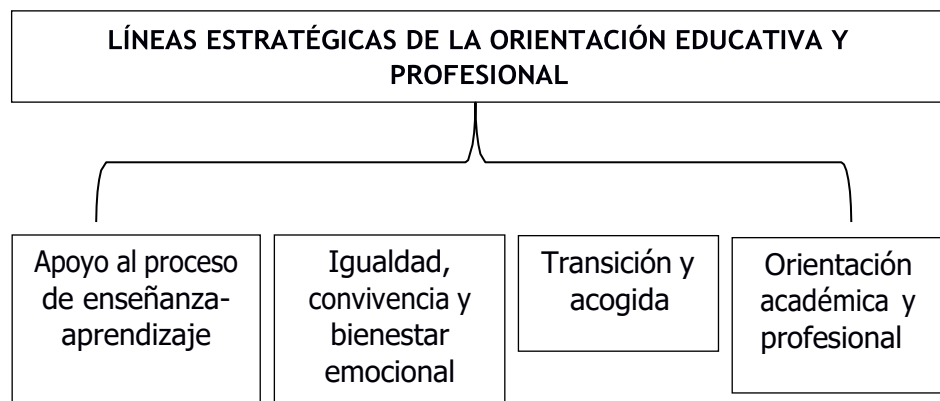 LÍNEAS ESTRATÉGICAS DE LA ORIENTACIÓN EDUCATIVA Y
PROFESIONAL
Apoyo al proceso
de enseñanza-
aprendizaje
Igualdad,
convivencia y
bienestar
emocional
Transición y
acogida
Orientación
académica y
profesional